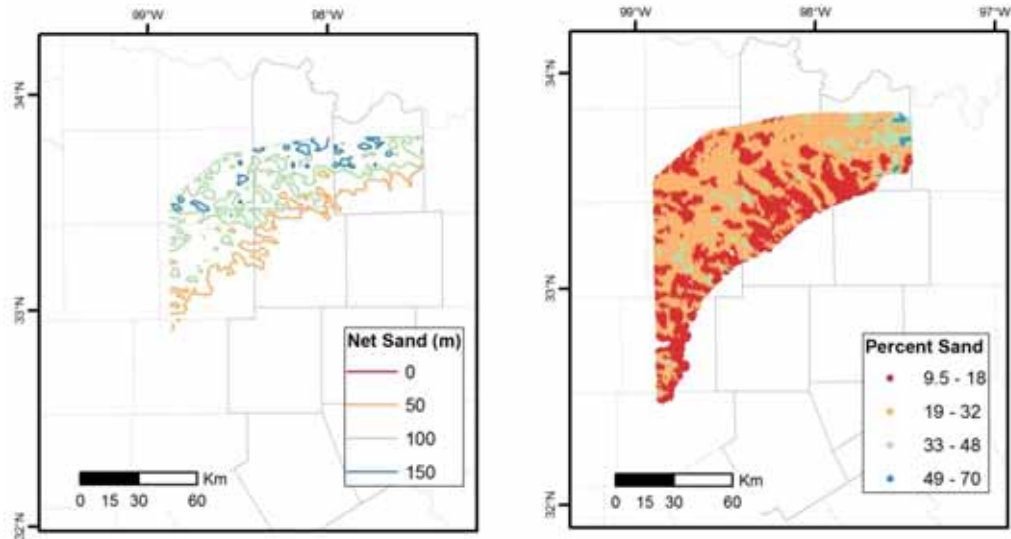 99°W 98°W
34°N
33°N
32°N
Net Sand (m)
0
50
100
150
Km
0 15 30 60
99°W 98°W 97°W
34°N
33°N
32°N
Percent Sand
9.5 - 18
19 - 32
33 - 48
49 - 70
Km
0 15 30 60